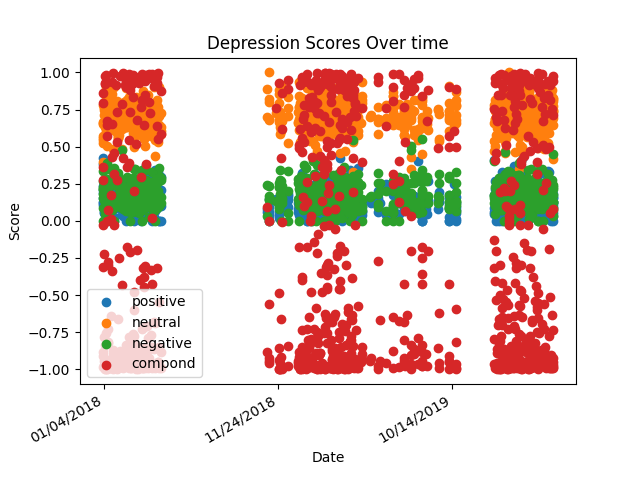 Depression Scores Over time
1.00
0.75
0.50
0.25
0.00
−0.25
−0.50
−0.75
−1.00
Score
positive
neutral
negative
compond
01/04/2018
11/24/2018
10/14/2019
Date